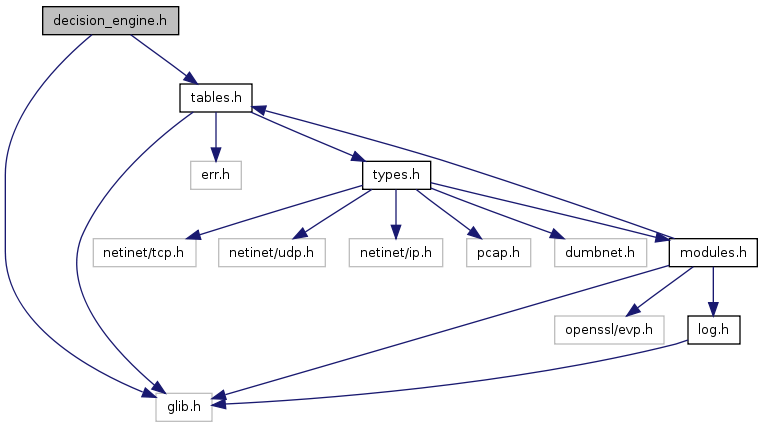 decision_engine.h
tables.h
err.h
types.h
netinet/tcp.h
netinet/udp.h
netinet/ip.h
pcap.h
dumbnet.h
modules.h
openssl/evp.h
log.h
glib.h